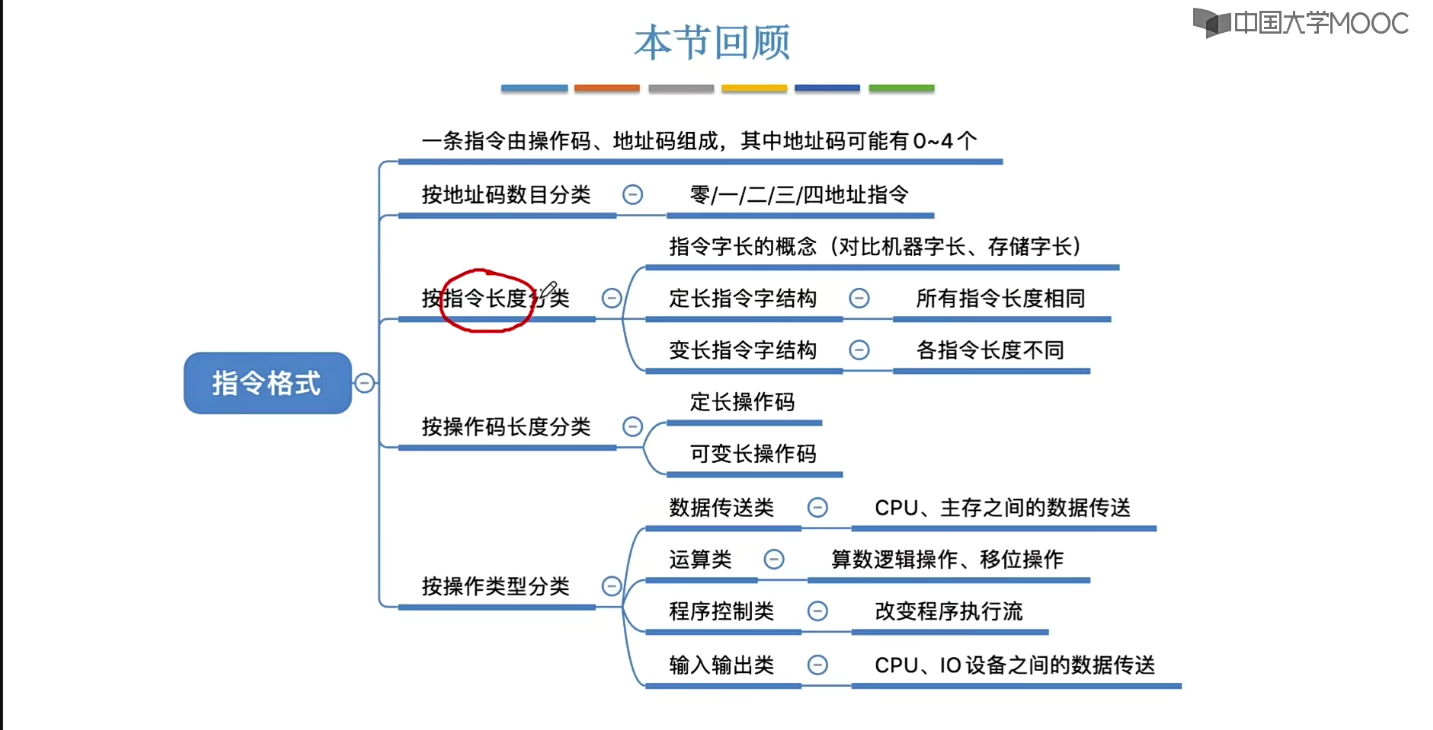 中国大学MOOC
本节回顾
一条指令由操作码、地址码组成，其中地址码可能有0~4个
按地址码数目分类
零/一/二/三/四地址指令
指令字长的概念（对比机器字长、存储字长）
按指令长度分类
定长指令字结构
所有指令长度相同
变长指令字结构
各指令长度不同
指令格式
按操作码长度分类
定长操作码
可变长操作码
按操作类型分类
数据传送类
CPU、主存之间的数据传送
运算类
算数逻辑操作、移位操作
程序控制类
改变程序执行流
输入输出类
CPU、IO设备之间的数据传送